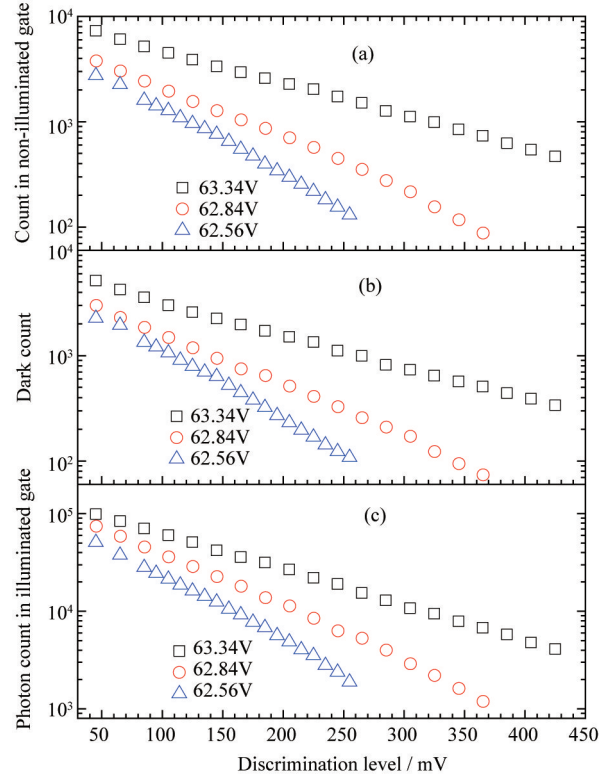 Count in non-illuminated gate
10^4
10^3
10^2
(a)
63.34V
62.84V
62.56V
Dark count
10^4
10^3
10^2
(b)
63.34V
62.84V
62.56V
Photon count in illuminated gate
10^5
10^4
10^3
(c)
63.34V
62.84V
62.56V
50 100 150 200 250 300 350 400 450
Discrimination level / mV